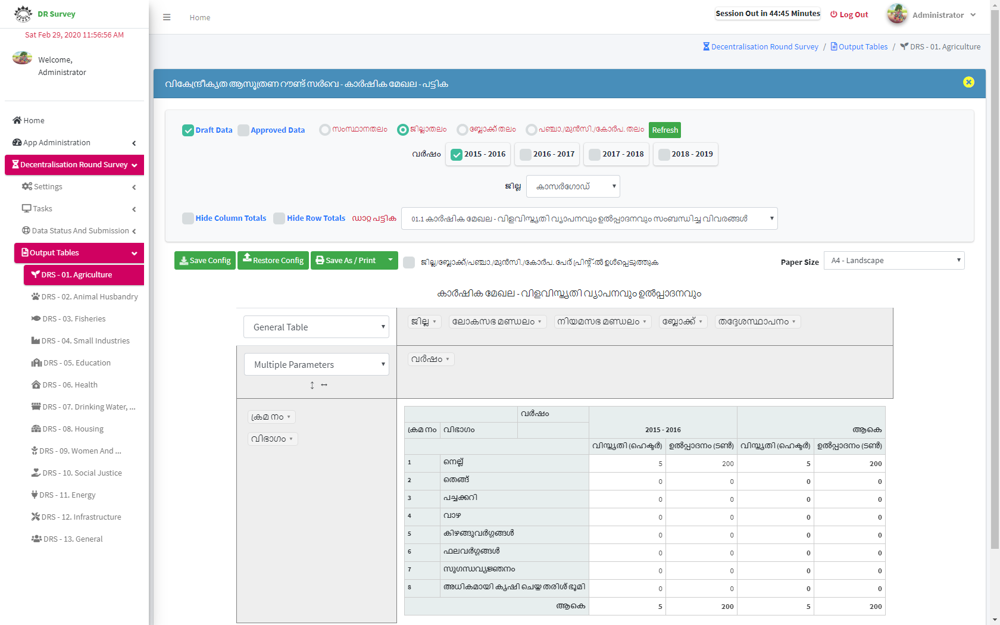 DR Survey
Sat Feb 29, 2020 11:56:56 AM
Welcome,
Administrator
Home
App Administration
Decentralisation Round Survey
Settings
Tasks
Data Status And Submission
Output Tables
DRS - 01. Agriculture
DRS - 02. Animal Husbandry
DRS - 03. Fisheries
DRS - 04. Small Industries
DRS - 05. Education
DRS - 06. Health
DRS - 07. Drinking Water, ...
DRS - 08. Housing
DRS - 09. Women And ...
DRS - 10. Social Justice
DRS - 11. Energy
DRS - 12. Infrastructure
DRS - 13. General
Home
Session Out in 44:45 Minutes
Log Out
Administrator
Decentralisation Round Survey / Output Tables / DRS - 01. Agriculture
വികേന്ദ്രീകൃത ആസൂത്രണ റൗണ്ട് സർവെ - കാർഷിക മേഖല - പട്ടിക
Draft Data Approved Data സംസ്ഥാനതലം ജില്ലാതലം ബ്ലോക്ക് തലം പഞ്ചാ./മുൻസി./കോർപ. തലം Refresh
വർഷം 2015 - 2016 2016 - 2017 2017 - 2018 2018 - 2019
ജില്ല കാസർഗോഡ്
Hide Column Totals Hide Row Totals ഡാറ്റ പട്ടിക 01.1 കാർഷിക മേഖല - വിളവിസ്തൃതി വ്യാപനവും ഉൽപ്പാദനവും സംബന്ധിച്ച വിവരങ്ങൾ
Save Config Restore Config Save As / Print ജില്ല/ബ്ലോക്ക്/പഞ്ചാ./മുൻസി./കോർപ. പേര് പ്രിന്റ്-ൽ ഉൾപ്പെടുത്തുക Paper Size A4 - Landscape
കാർഷിക മേഖല - വിളവിസ്തൃതി വ്യാപനവും ഉൽപ്പാദനവും
General Table ജില്ല ലോകസഭ മണ്ഡലം നിയമസഭ മണ്ഡലം ബ്ലോക്ക് തദ്ദേശസ്ഥാപനം
Multiple Parameters വർഷം
ക്രമ നം
വിഭാഗം
വർഷം
ക്രമ നം വിഭാഗം 2015 - 2016 ആകെ
വിസ്തൃതി (ഹെക്ടർ) ഉൽപ്പാദനം (ടൺ) വിസ്തൃതി (ഹെക്ടർ) ഉൽപ്പാദനം (ടൺ)
1 നെല്ല് 5 200 5 200
2 തെങ്ങ് 0 0 0 0
3 പച്ചക്കറി 0 0 0 0
4 വാഴ 0 0 0 0
5 കിഴങ്ങുവർഗ്ഗങ്ങൾ 0 0 0 0
6 ഫലവർഗ്ഗങ്ങൾ 0 0 0 0
7 സുഗന്ധവ്യഞ്ജനം 0 0 0 0
8 അധികമായി കൃഷി ചെയ്ത തരിശ് ഭൂമി 0 0 0 0
ആകെ 5 200 5 200